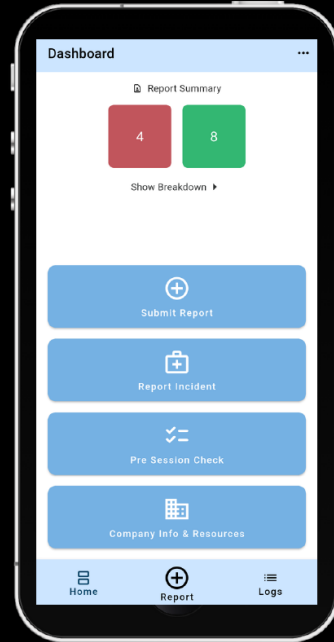 Dashboard
Report Summary
4 8
Show Breakdown
Submit Report
Report Incident
Pre Session Check
Company Info & Resources
Home Report Logs